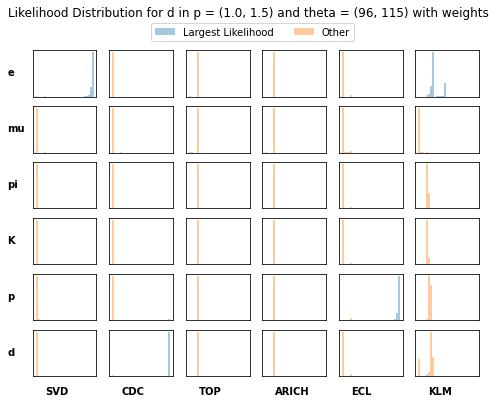 Likelihood Distribution for d in p = (1.0, 1.5) and theta = (96, 115) with weights
Largest Likelihood Other
e
mu
pi
K
p
d
SVD CDC TOP ARICH ECL KLM